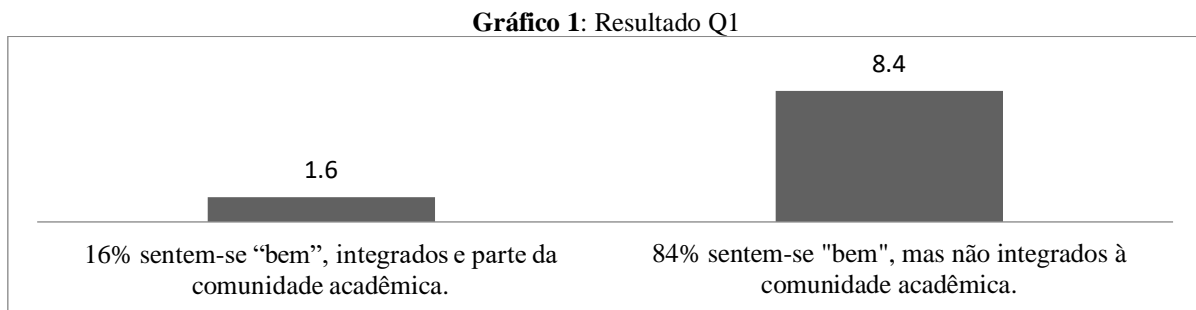 Gráfico 1: Resultado Q1
8.4
1.6
16% sentem-se “bem”, integrados e parte da
comunidade acadêmica.
84% sentem-se "bem", mas não integrados à
comunidade acadêmica.